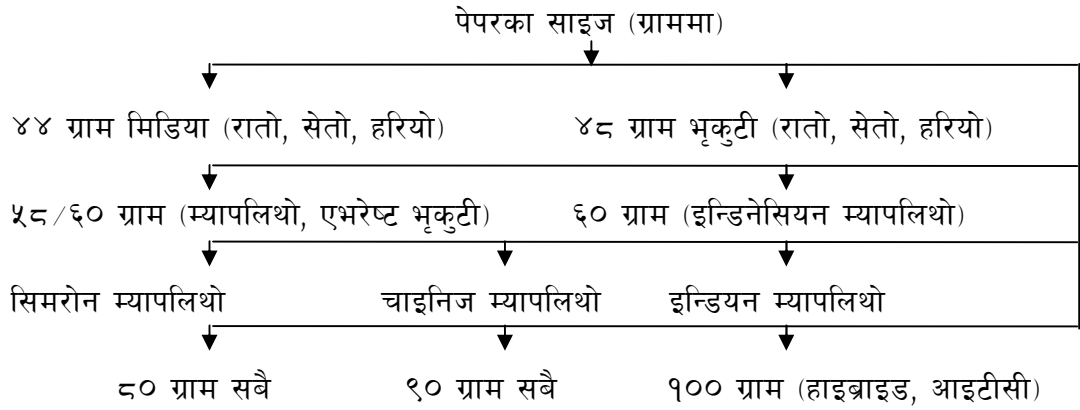 पेपरका साइज (ग्राममा)
४४ ग्राम मिडिया (रातो, सेतो, हरियो) ४८ ग्राम भृकुटी (रातो, सेतो, हरियो)
५८/६० ग्राम (म्यापलिथो, एभरेष्ट भृकुटी) ६० ग्राम (इन्डिनेसियन म्यापलिथो)
सिमरोन म्यापलिथो चाइनिज म्यापलिथो इन्डियन म्यापलिथो
८० ग्राम सबै ९० ग्राम सबै १०० ग्राम (हाइब्राइड, आइटीसी)